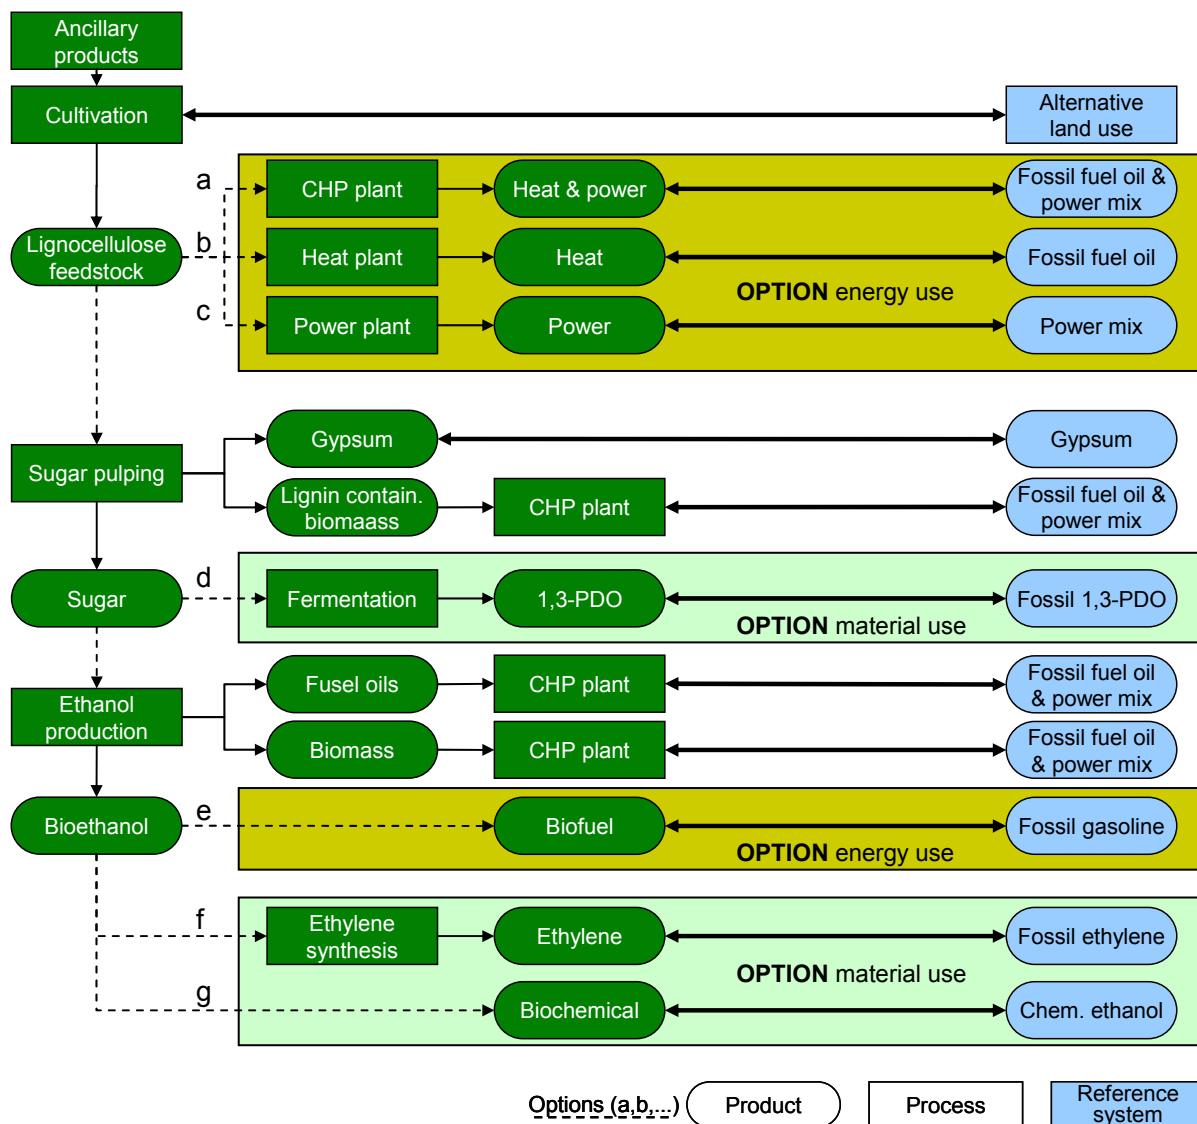 Ancillary
products
Cultivation
Alternative
land use
a
CHP plant
Heat & power
Fossil fuel oil &
power mix
Lignocellulose
feedstock
b
Heat plant
Heat
Fossil fuel oil
OPTION energy use
c
Power plant
Power
Power mix
Gypsum
Gypsum
Sugar pulping
Lignin contain.
biomaass
CHP plant
Fossil fuel oil &
power mix
d
Sugar
Fermentation
1,3-PDO
Fossil 1,3-PDO
OPTION material use
Fusel oils
CHP plant
Fossil fuel oil
& power mix
Ethanol
production
Biomass
CHP plant
Fossil fuel oil
& power mix
e
Bioethanol
Biofuel
Fossil gasoline
OPTION energy use
f
Ethylene
synthesis
Ethylene
Fossil ethylene
OPTION material use
g
Biochemical
Chem. ethanol
Options (a,b,...)
Product
Process
Reference
system